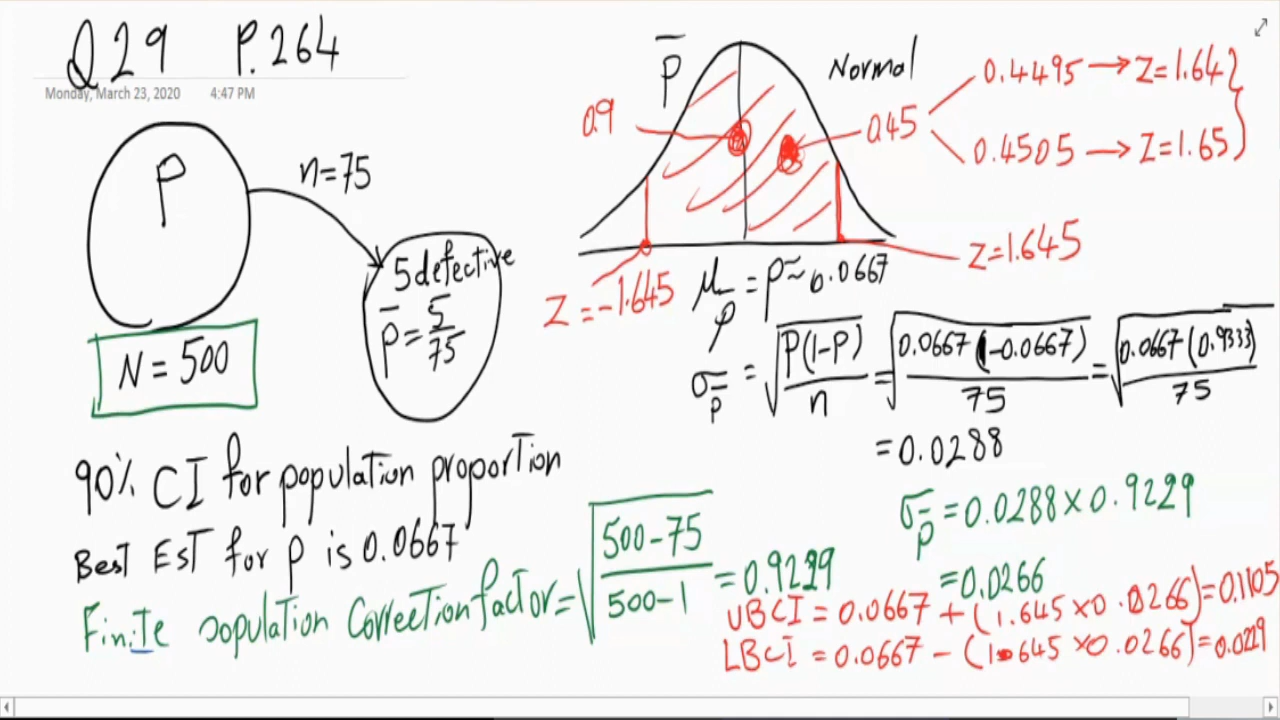 Q 29 P.264
Monday, March 23, 2020 4:47 PM
P
n=75
5 defective
p̄ = 5/75
N = 500
90% CI for population proportion
Best EST for p is 0.0667
Finite population Correction factor = √((500-75)/(500-1)) = 0.9229
p̄
Normal
0.9
0.45
0.4495 → Z=1.64
0.4505 → Z=1.65
Z=1.645
Z=-1.645
μp̄ = p ≈ 0.0667
σp̄ = √(P(1-P)/n) = √(0.0667(1-0.0667)/75) = √(0.0667(0.9333)/75)
= 0.0288
σp̄ = 0.0288 × 0.9229
= 0.0266
UBCI = 0.0667 + (1.645 × 0.0266) = 0.1105
LBCI = 0.0667 - (1.645 × 0.0266) = 0.0229